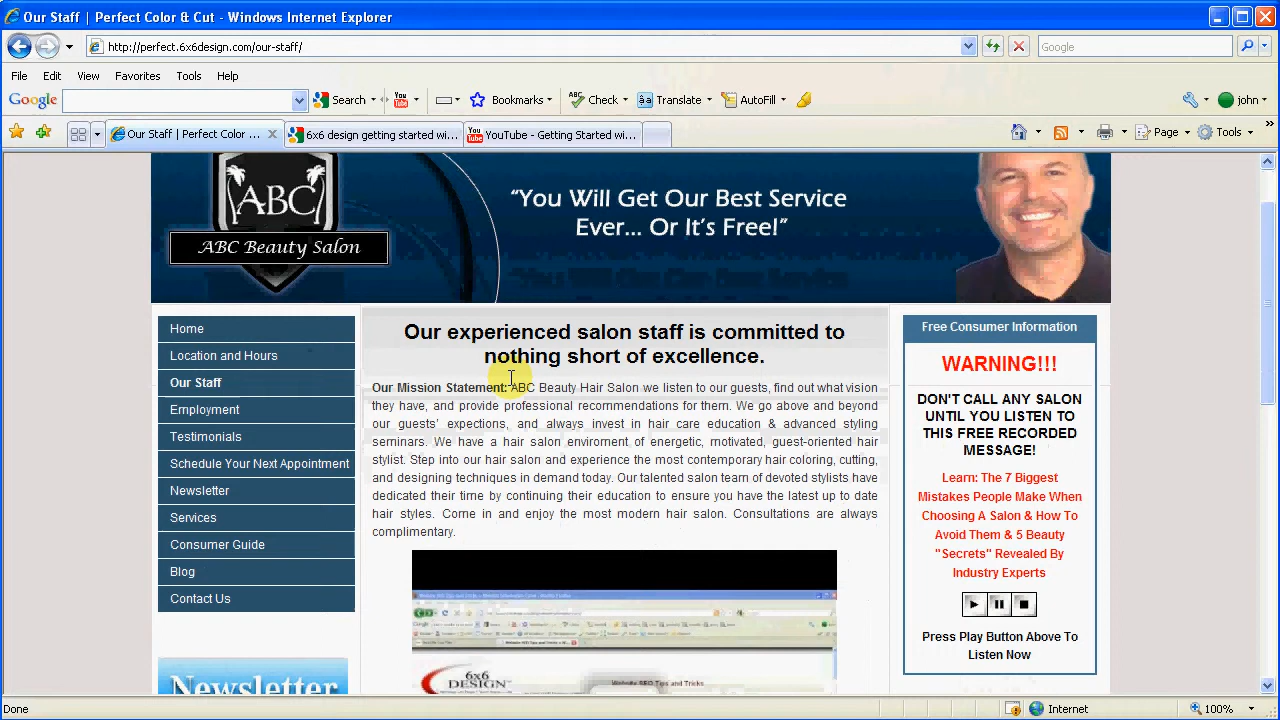 Our Staff | Perfect Color & Cut - Windows Internet Explorer
http://perfect.6x6design.com/our-staff/
Google
File Edit View Favorites Tools Help
Google Search Bookmarks Check Translate AutoFill john
Our Staff | Perfect Color ... 6x6 design getting started wi... YouTube - Getting Started wi... Page Tools
ABC
ABC Beauty Salon
“You Will Get Our Best Service
Ever... Or It’s Free!”
Home
Location and Hours
Our Staff
Employment
Testimonials
Schedule Your Next Appointment
Newsletter
Services
Consumer Guide
Blog
Contact Us
Newsletter
Our experienced salon staff is committed to
nothing short of excellence.
Our Mission Statement: ABC Beauty Hair Salon we listen to our guests, find out what vision
they have, and provide professional recommendations for them. We go above and beyond
our guests' expections, and always invest in hair care education & advanced styling
seminars. We have a hair salon enviroment of energetic, motivated, guest-oriented hair
stylist. Step into our hair salon and experience the most contemporary hair coloring, cutting,
and designing techniques in demand today. Our talented salon team of devoted stylists have
dedicated their time by continuing their education to ensure you have the latest up to date
hair styles. Come in and enjoy the most modern hair salon. Consultations are always
complimentary.
6x6
DESIGN
Website SEO Tips and Tricks
Free Consumer Information
WARNING!!!
DON'T CALL ANY SALON
UNTIL YOU LISTEN TO
THIS FREE RECORDED
MESSAGE!
Learn: The 7 Biggest
Mistakes People Make When
Choosing A Salon & How To
Avoid Them & 5 Beauty
"Secrets" Revealed By
Industry Experts
Press Play Button Above To
Listen Now
Done Internet 100%